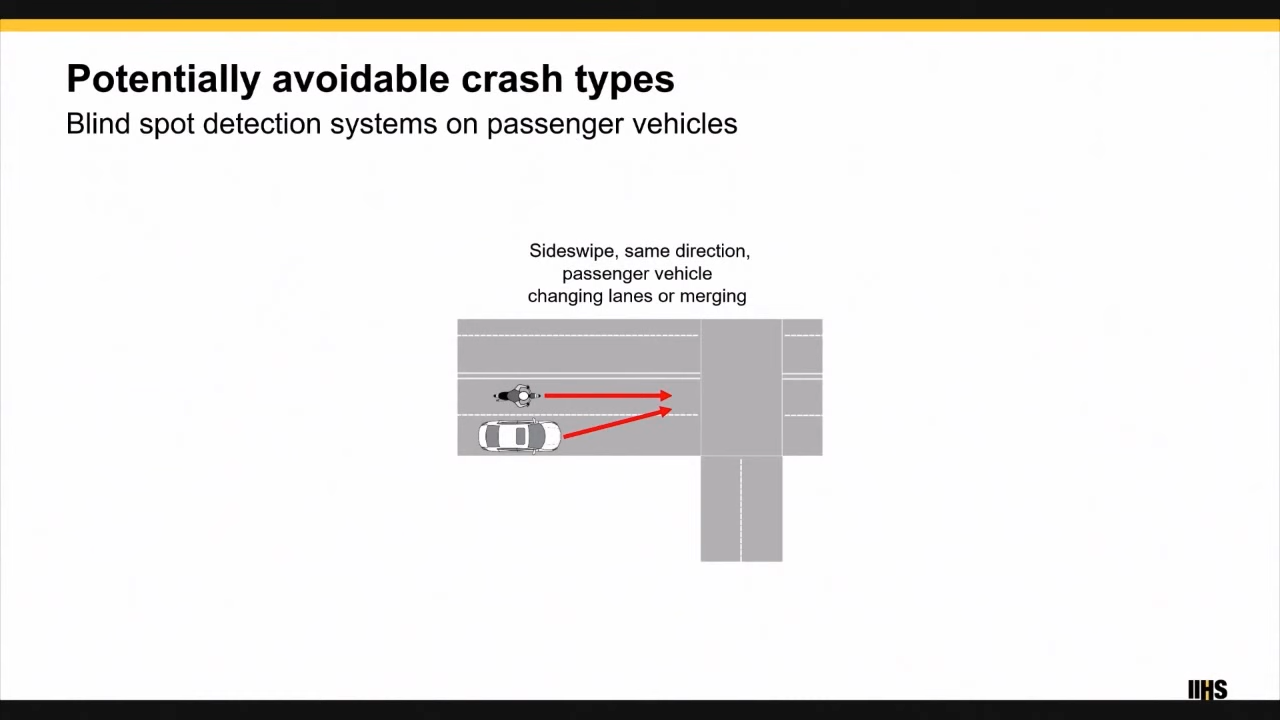 Potentially avoidable crash types
Blind spot detection systems on passenger vehicles
Sideswipe, same direction,
passenger vehicle
changing lanes or merging
IIHS